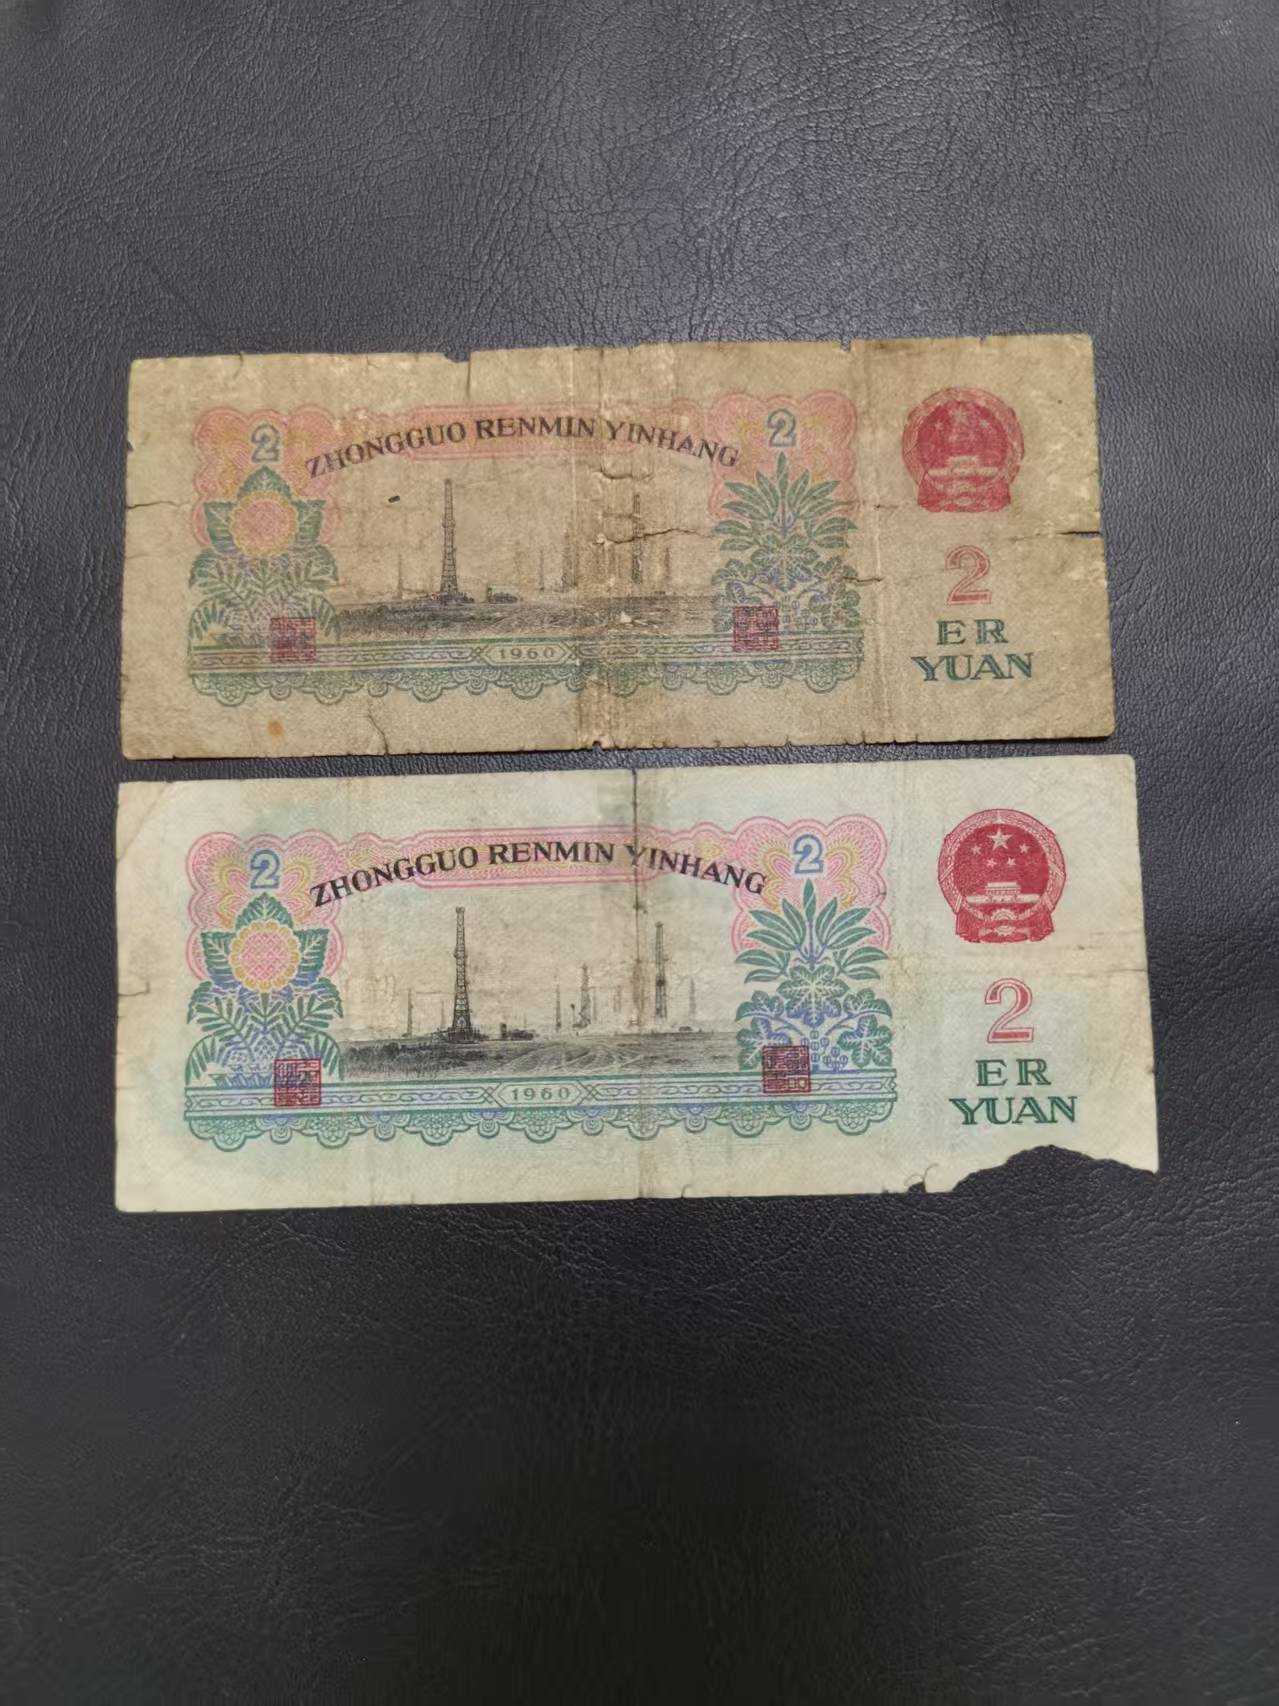 2 2
ZHONGGUO RENMIN YINHANG
2
ER
YUAN
1960
2 2
ZHONGGUO RENMIN YINHANG
2
ER
YUAN
1960